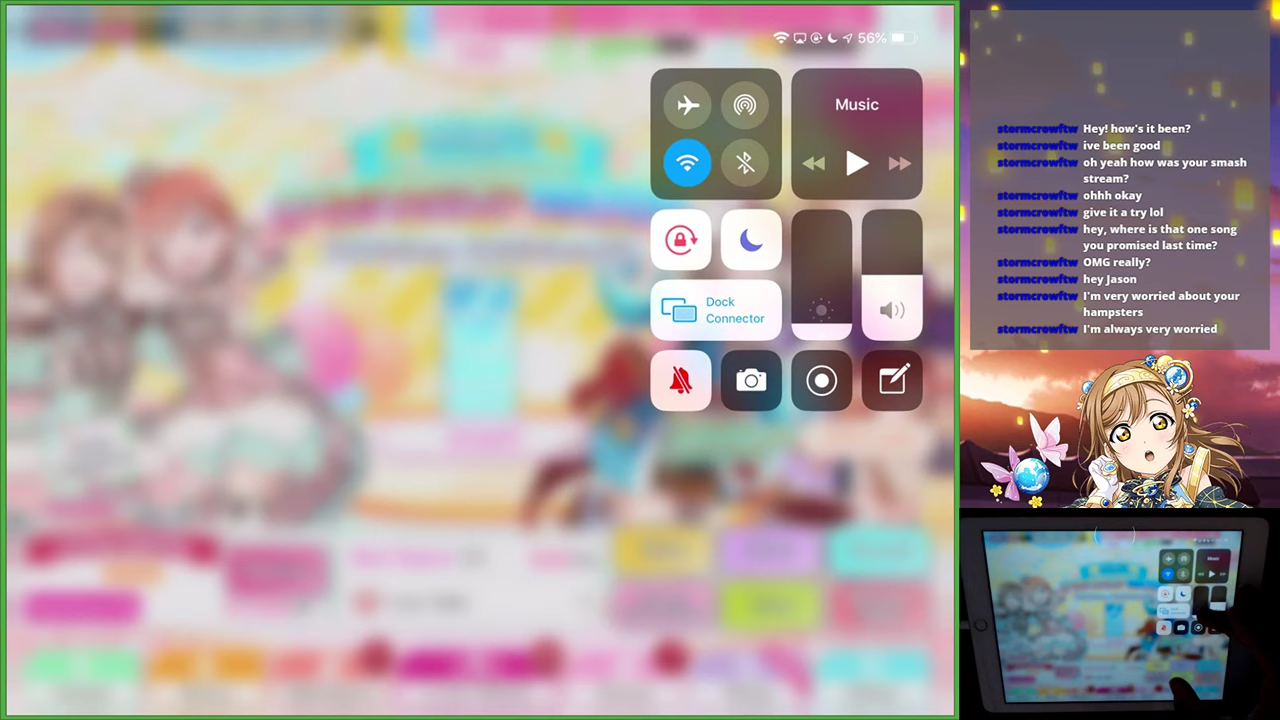 56%
Music
Dock
Connector
stormcrowftw Hey! how's it been?
stormcrowftw ive been good
stormcrowftw oh yeah how was your smash
stream?
stormcrowftw ohhh okay
stormcrowftw give it a try lol
stormcrowftw hey, where is that one song
you promised last time?
stormcrowftw OMG really?
stormcrowftw hey Jason
stormcrowftw I'm very worried about your
hampsters
stormcrowftw I'm always very worried